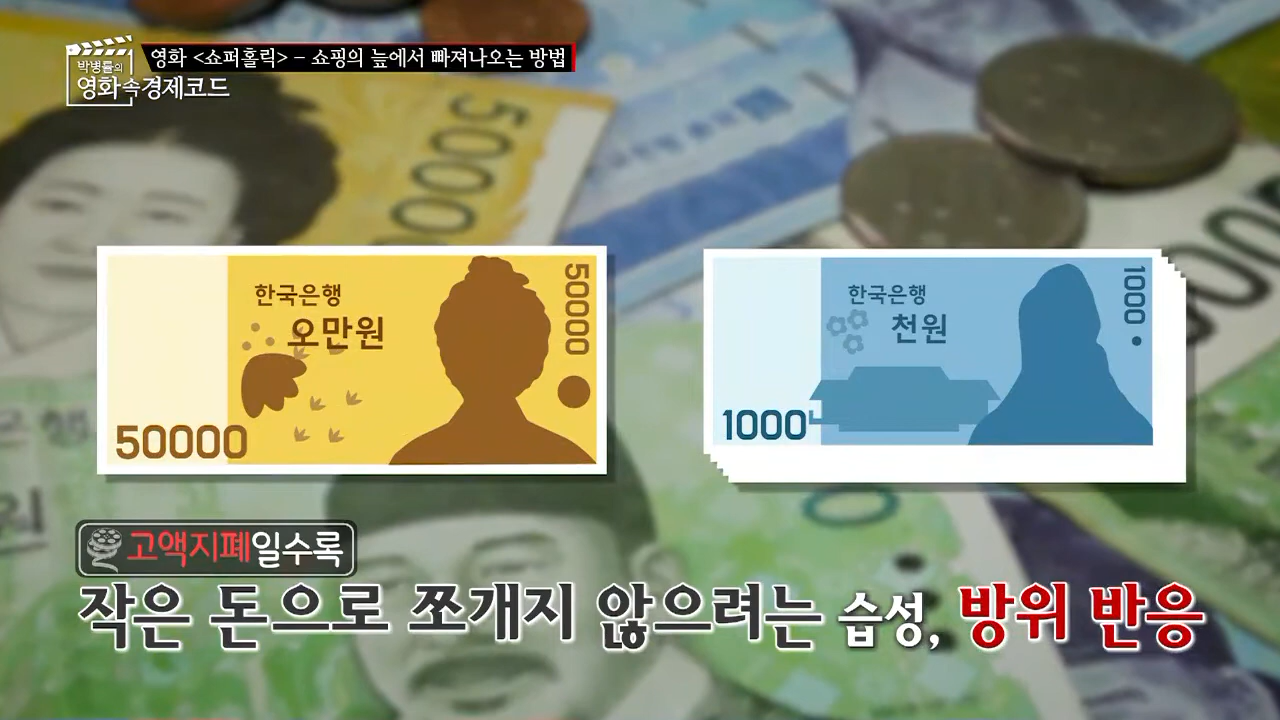 영화 <쇼퍼홀릭> - 쇼핑의 늪에서 빠져나오는 방법
박병률의
영화속경제코드
50000
한국은행
오만원
50000
50000
한국은행
천원
1000
1000
고액지폐일수록
작은 돈으로 쪼개지 않으려는 습성, 방위 반응